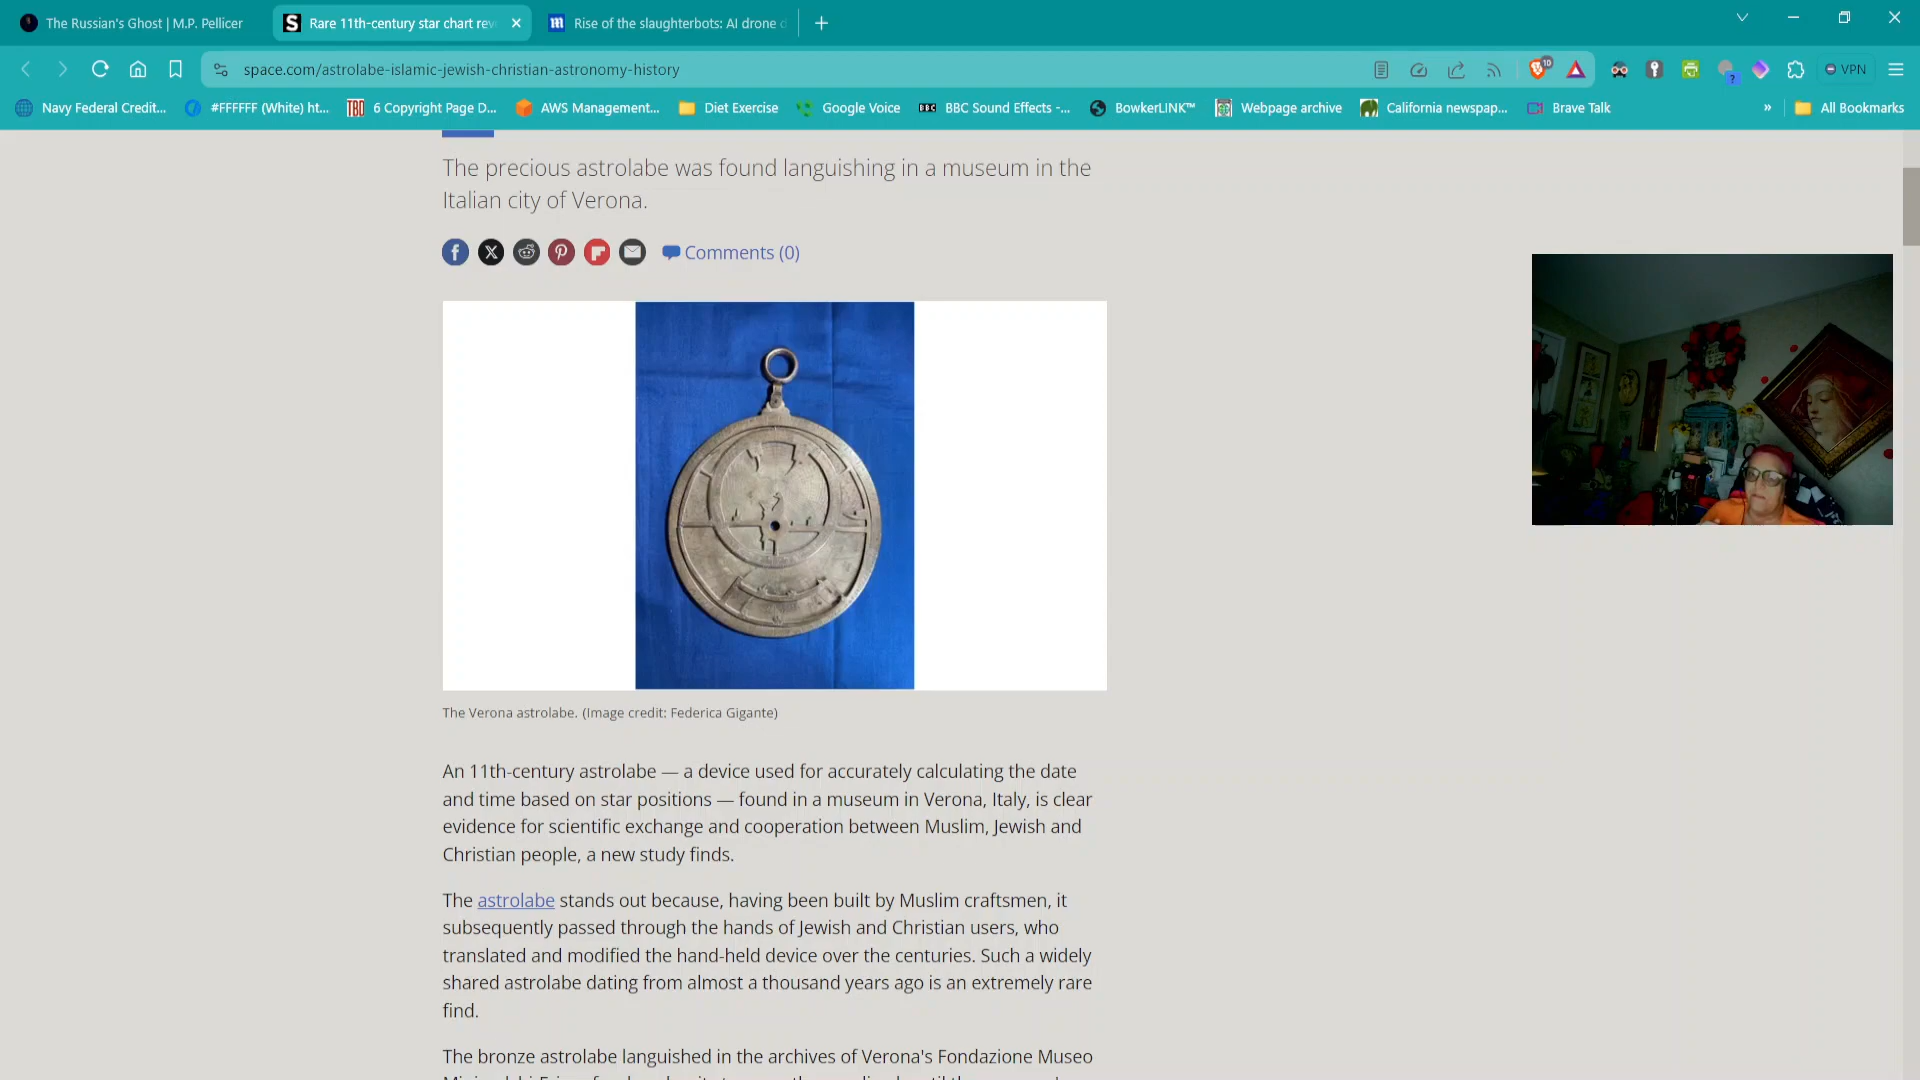 The Russian's Ghost | M.P. Pellicer
Rare 11th-century star chart rev
Rise of the slaughterbots: AI drone
space.com/astrolabe-islamic-jewish-christian-astronomy-history
10
VPN
Navy Federal Credit...
#FFFFFF (White) ht...
6 Copyright Page D...
AWS Management...
Diet Exercise
Google Voice
BBC
BBC Sound Effects -...
BowkerLINK™
Webpage archive
California newspap...
Brave Talk
»
All Bookmarks
The precious astrolabe was found languishing in a museum in the
Italian city of Verona.
Comments (0)
The Verona astrolabe. (Image credit: Federica Gigante)
An 11th-century astrolabe — a device used for accurately calculating the date
and time based on star positions — found in a museum in Verona, Italy, is clear
evidence for scientific exchange and cooperation between Muslim, Jewish and
Christian people, a new study finds.
The astrolabe stands out because, having been built by Muslim craftsmen, it
subsequently passed through the hands of Jewish and Christian users, who
translated and modified the hand-held device over the centuries. Such a widely
shared astrolabe dating from almost a thousand years ago is an extremely rare
find.
The bronze astrolabe languished in the archives of Verona's Fondazione Museo